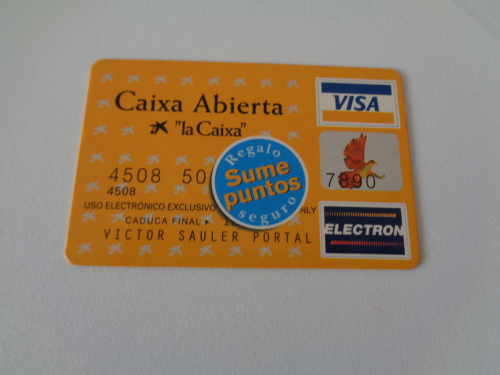 Caixa Abierta
"la Caixa"
VISA
4508 50
7890
4508
Regalo
Sume
puntos
seguro
USO ELECTRÓNICO EXCLUSIVO
NLY
CADUCA FINAL
VICTOR SAULER PORTAL
ELECTRON